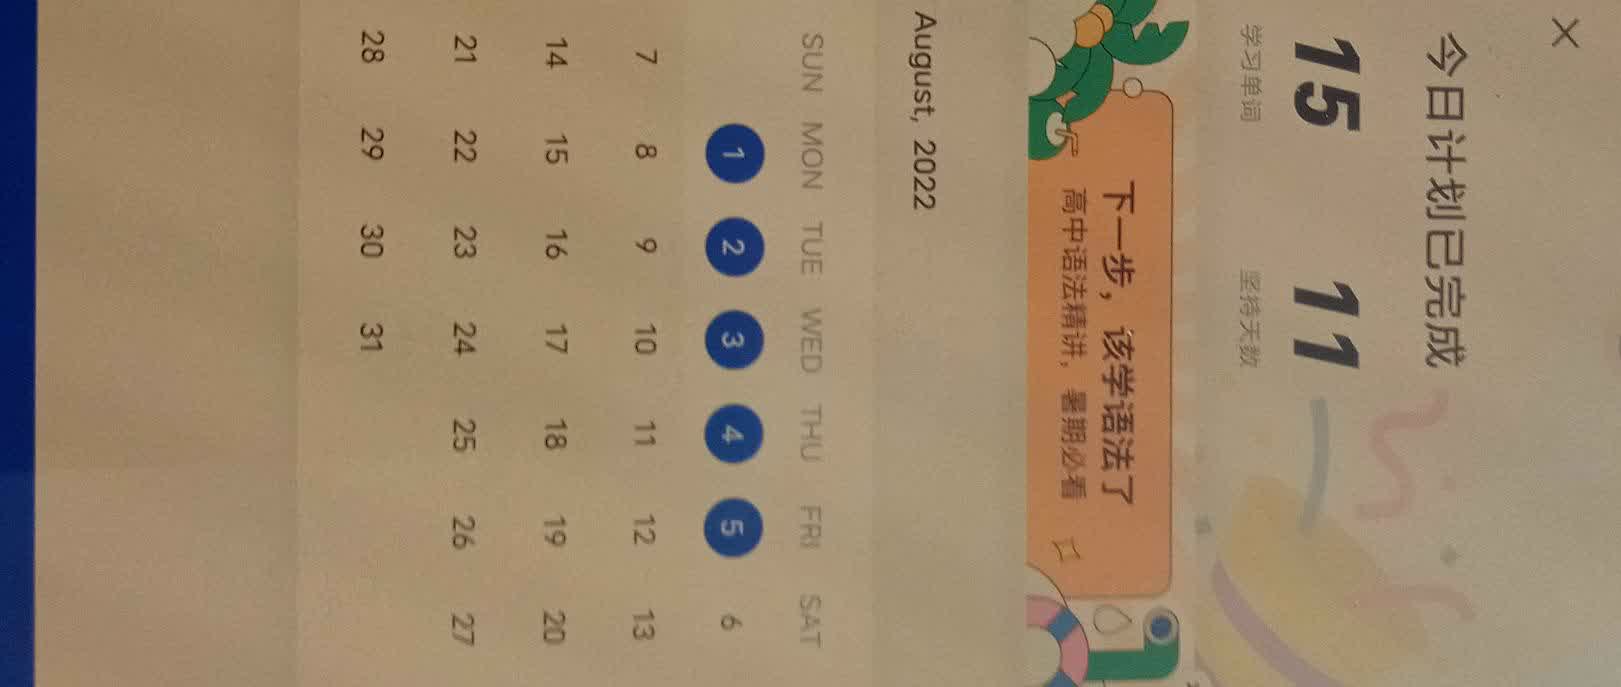 今日计划已完成
15 11
学习单词 坚持天数
下一步，该学语法了
高中语法精讲，暑期必看
August, 2022
SUN MON TUE WED THU FRI SAT
1 2 3 4 5 6
7 8 9 10 11 12 13
14 15 16 17 18 19 20
21 22 23 24 25 26 27
28 29 30 31